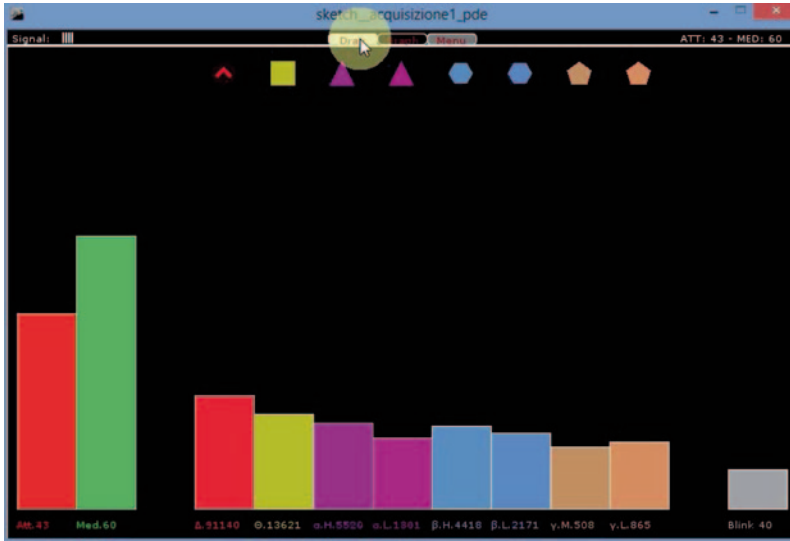 sketch_acquisizione1_pde
Signal:
Menu
ATT: 43 - MED: 60
Att.43 Med.60 Δ.91140 Θ.13621 α.H.5520 α.L.1801 β.H.4418 β.L.2171 γ.M.508 γ.L.865 Blink 40